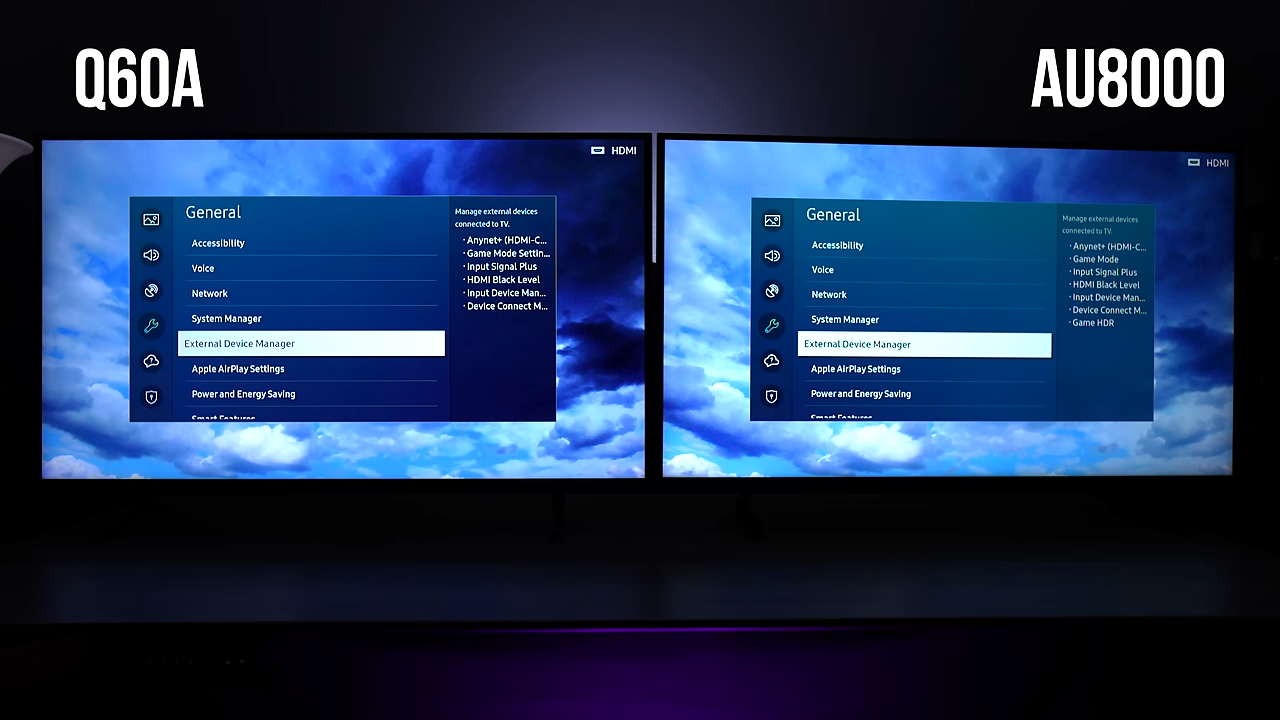 Q60A
AU8000
HDMI
General
Accessibility
Voice
Network
System Manager
External Device Manager
Apple AirPlay Settings
Power and Energy Saving
Smart Features
Manage external devices
connected to TV.
· Anynet+ (HDMI-C...
· Game Mode Settin...
· Input Signal Plus
· HDMI Black Level
· Input Device Man...
· Device Connect M...
HDMI
General
Accessibility
Voice
Network
System Manager
External Device Manager
Apple AirPlay Settings
Power and Energy Saving
Smart Features
Manage external devices
connected to TV.
· Anynet+ (HDMI-C...
· Game Mode
· Input Signal Plus
· HDMI Black Level
· Input Device Man...
· Device Connect M...
· Game HDR